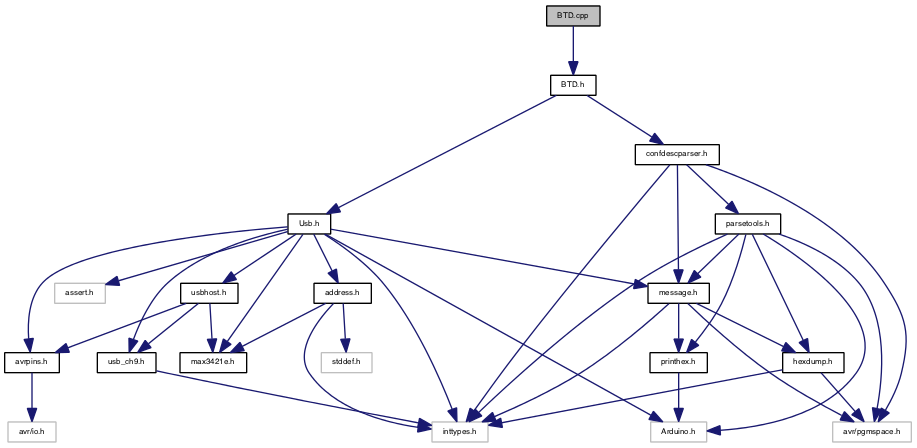 BTD.cpp
BTD.h
confdescparser.h
Usb.h
parsetools.h
assert.h
usbhost.h
address.h
message.h
avrpins.h
usb_ch9.h
max3421e.h
stddef.h
printhex.h
hexdump.h
avr/io.h
inttypes.h
Arduino.h
avr/pgmspace.h